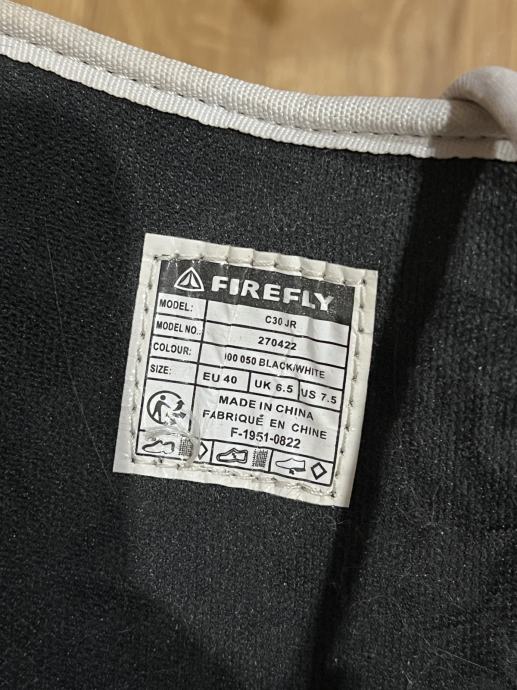 FIREFLY
MODEL: C30 JR
MODEL NO.: 270422
COLOUR: 900 050 BLACK/WHITE
SIZE: EU 40 UK 6.5 US 7.5
MADE IN CHINA
FABRIQUÉ EN CHINE
F-1951-0822